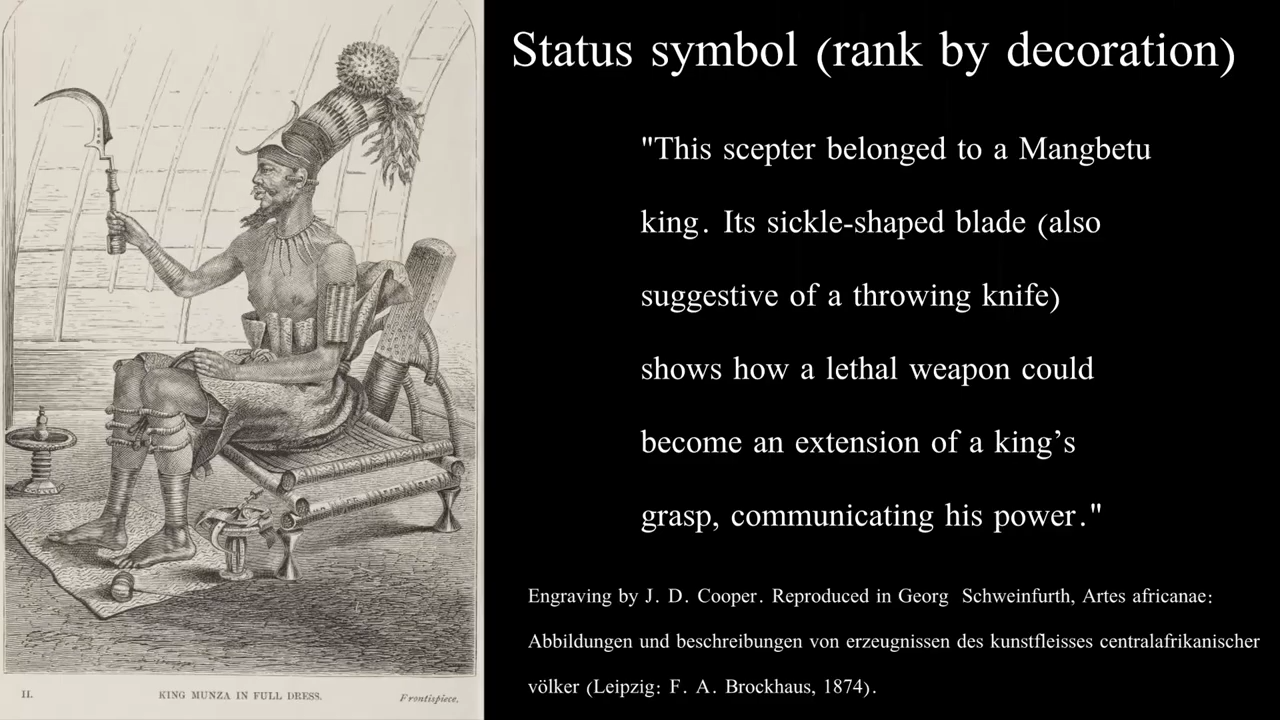 Status symbol (rank by decoration)
"This scepter belonged to a Mangbetu
king. Its sickle-shaped blade (also
suggestive of a throwing knife)
shows how a lethal weapon could
become an extension of a king’s
grasp, communicating his power."
Engraving by J. D. Cooper. Reproduced in Georg Schweinfurth, Artes africanae:
Abbildungen und beschreibungen von erzeugnissen des kunstfleisses centralafrikanischer
völker (Leipzig: F. A. Brockhaus, 1874).
II.
KING MUNZA IN FULL DRESS.
Frontispiece.